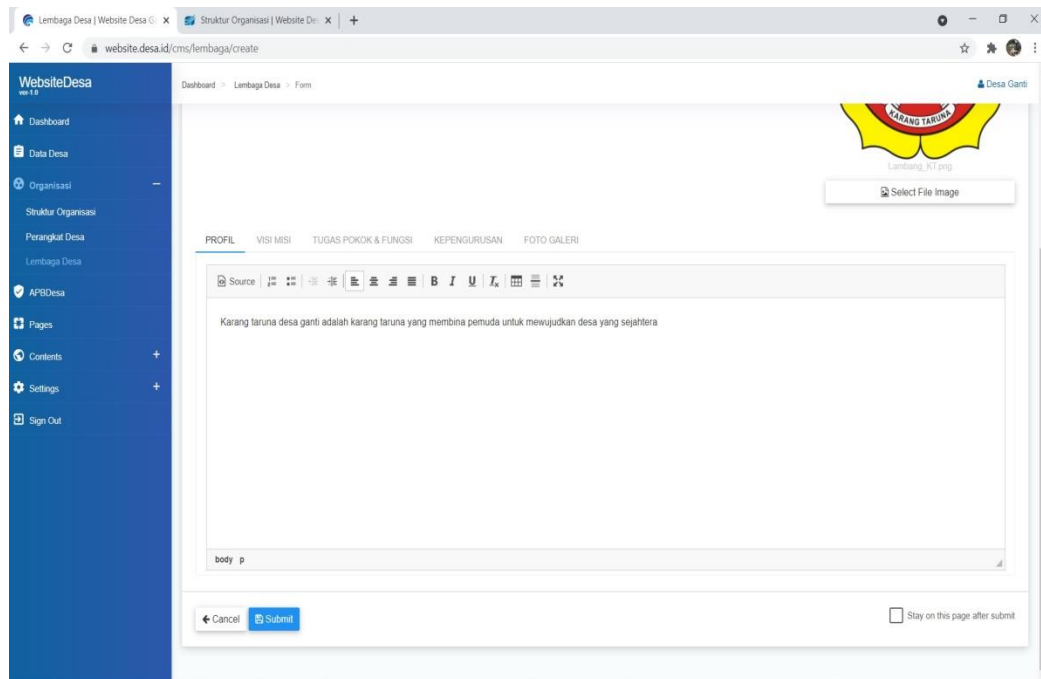 Lembaga Desa | Website Desa G
Struktur Organisasi | Website De
website.desa.id/cms/lembaga/create
WebsiteDesa
ver-1.0
Dashboard > Lembaga Desa > Form
Desa Ganti
Dashboard
Data Desa
Organisasi
Struktur Organisasi
Perangkat Desa
Lembaga Desa
APBDesa
Pages
Contents
Settings
Sign Out
KARANG TARUNA
Lambang_KT.png
Select File Image
PROFIL VISI MISI TUGAS POKOK & FUNGSI KEPENGURUSAN FOTO GALERI
Source
Karang taruna desa ganti adalah karang taruna yang membina pemuda untuk mewujudkan desa yang sejahtera
body p
Cancel Submit
Stay on this page after submit